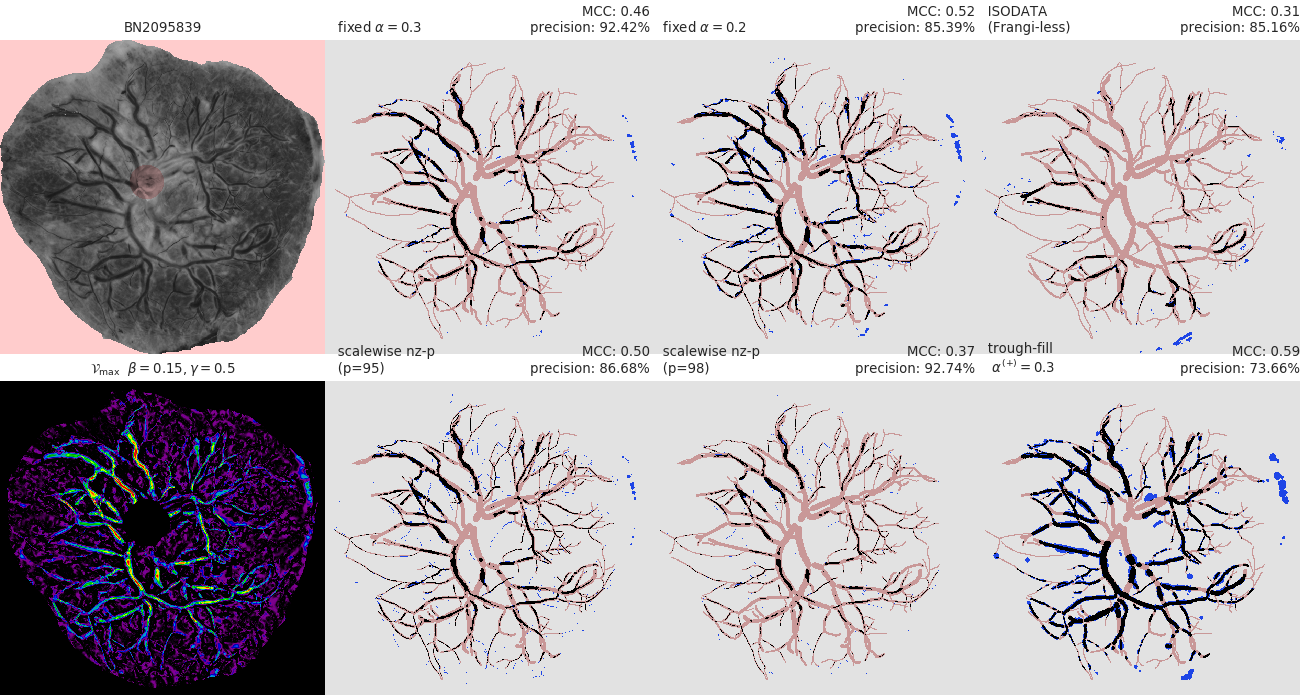 BN2095839
fixed α = 0.3
MCC: 0.46
precision: 92.42%
fixed α = 0.2
MCC: 0.52
precision: 85.39%
ISODATA
(Frangi-less)
MCC: 0.31
precision: 85.16%
𝒱max β = 0.15, γ = 0.5
scalewise nz-p
(p=95)
MCC: 0.50
precision: 86.68%
scalewise nz-p
(p=98)
MCC: 0.37
precision: 92.74%
trough-fill
α(+) = 0.3
MCC: 0.59
precision: 73.66%